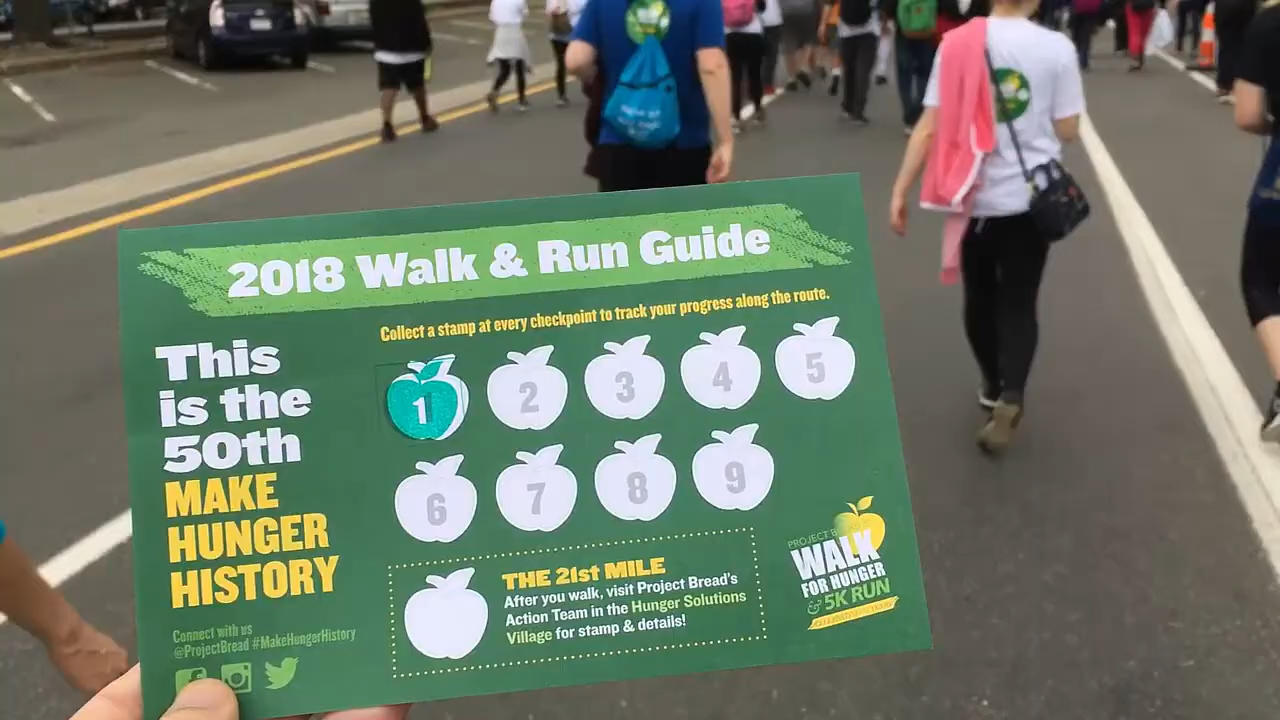 2018 Walk & Run Guide
Collect a stamp at every checkpoint to track your progress along the route.
This
is the
50th
MAKE
HUNGER
HISTORY
1 2 3 4 5
6 7 8 9
THE 21st MILE
After you walk, visit Project Bread's
Action Team in the Hunger Solutions
Village for stamp & details!
Connect with us
@ProjectBread #MakeHungerHistory
PROJECT
WALK
FOR HUNGER
& 5K RUN